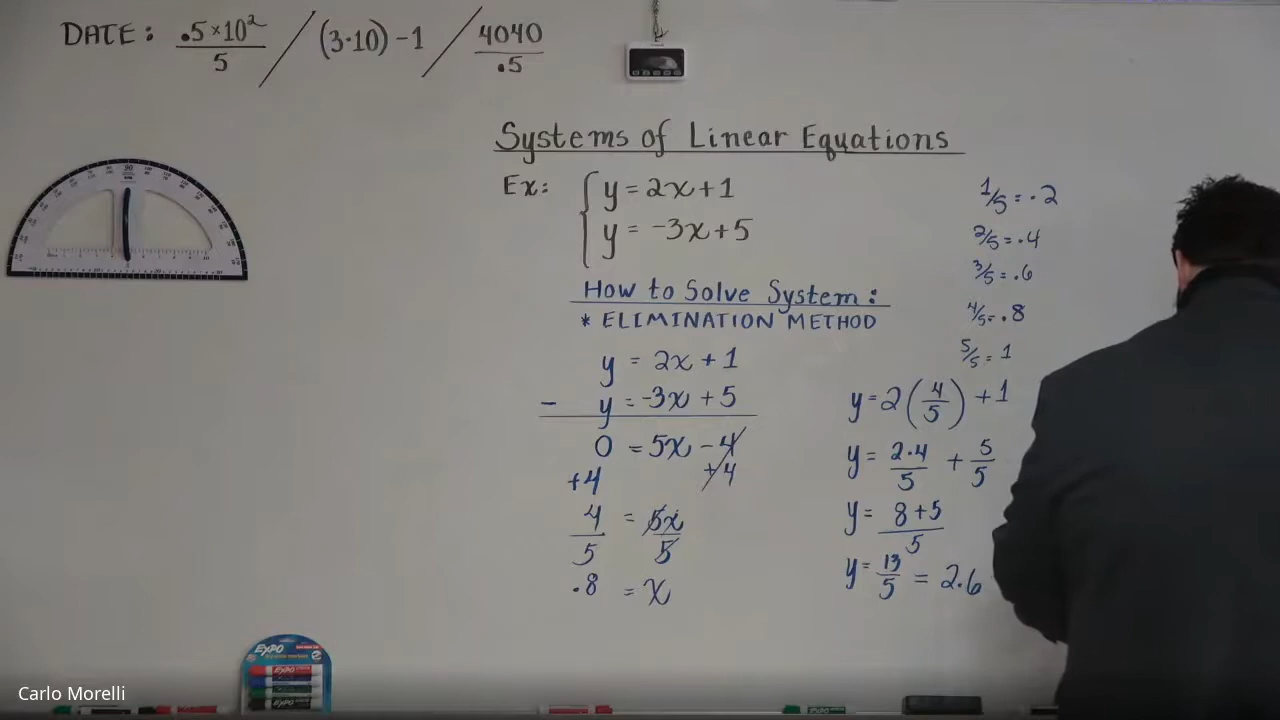 DATE: .5×10² / 5 / (3·10) - 1 / 4040 / .5
Systems of Linear Equations
Ex: { y = 2x + 1
y = -3x + 5
How to Solve System:
* ELIMINATION METHOD
y = 2x + 1
- y = -3x + 5
0 = 5x - 4
+4 +4
4/5 = 5x/5
.8 = x
1/5 = .2
2/5 = .4
3/5 = .6
4/5 = .8
5/5 = 1
y = 2(4/5) + 1
y = 2·4/5 + 5/5
y = 8+5/5
y = 13/5 = 2.6
EXPO
Carlo Morelli